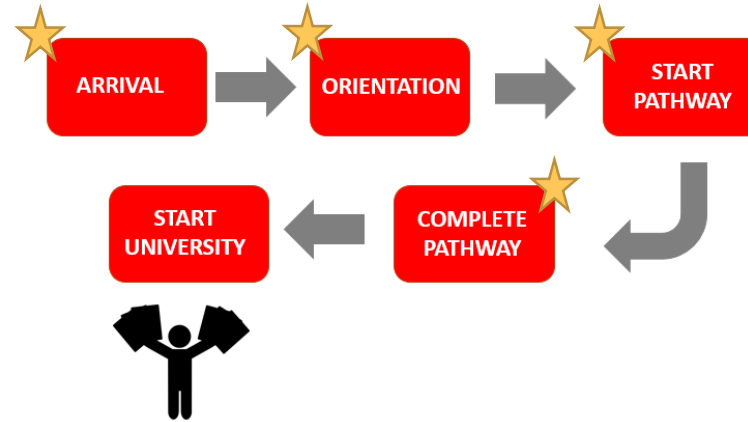 ARRIVAL
ORIENTATION
START
PATHWAY
COMPLETE
PATHWAY
START
UNIVERSITY